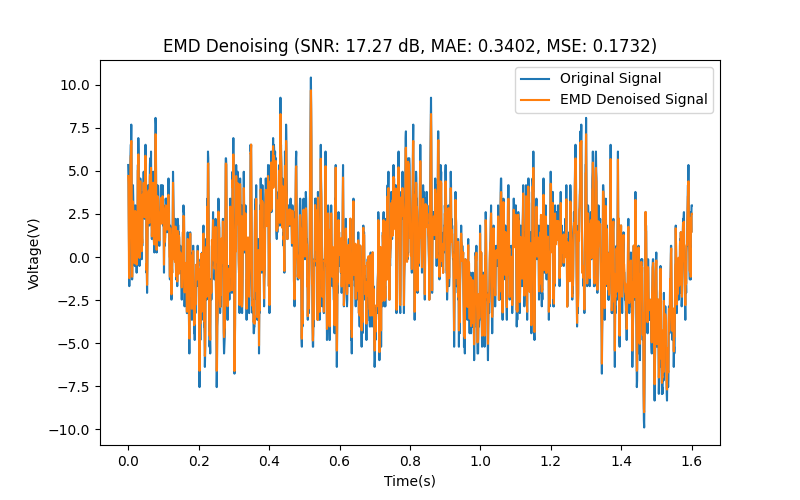 EMD Denoising (SNR: 17.27 dB, MAE: 0.3402, MSE: 0.1732)
Original Signal
EMD Denoised Signal
10.0
7.5
5.0
2.5
0.0
−2.5
−5.0
−7.5
−10.0
Voltage(V)
0.0 0.2 0.4 0.6 0.8 1.0 1.2 1.4 1.6
Time(s)